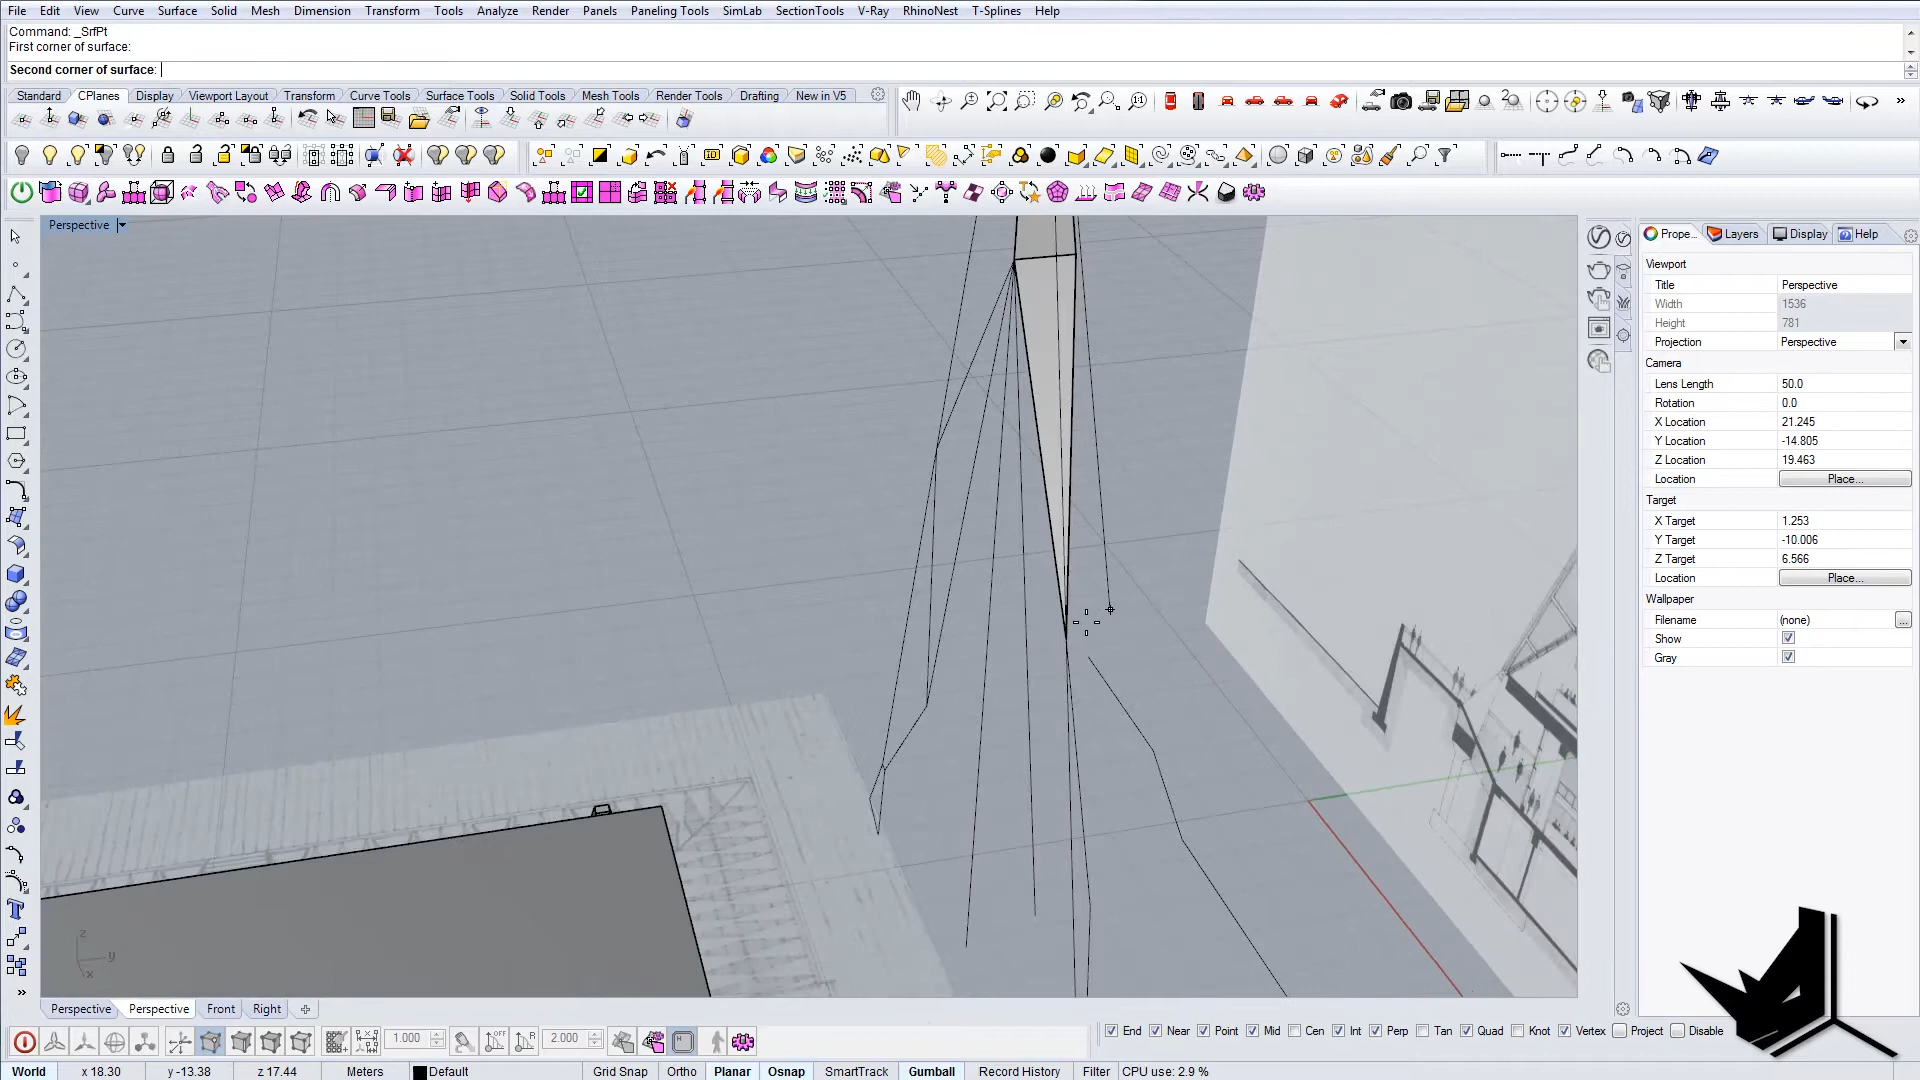 File Edit View Curve Surface Solid Mesh Dimension Transform Tools Analyze Render Panels Paneling Tools SimLab SectionTools V-Ray RhinoNest T-Splines Help
Command: _SrfPt
First corner of surface:
Second corner of surface:
Standard CPlanes Display Viewport Layout Transform Curve Tools Surface Tools Solid Tools Mesh Tools Render Tools Drafting New in V5
Perspective
Prope... Layers Display Help
Viewport
Title Perspective
Width 1536
Height 781
Projection Perspective
Camera
Lens Length 50.0
Rotation 0.0
X Location 21.245
Y Location -14.805
Z Location 19.463
Location Place...
Target
X Target 1.253
Y Target -10.006
Z Target 6.566
Location Place...
Wallpaper
Filename (none) ...
Show
Gray
z
y
x
Perspective Perspective Front Right
1.000 2.000
End Near Point Mid Cen Int Perp Tan Quad Knot Vertex Project Disable
World x 18.30 y -13.38 z 17.44 Meters Default Grid Snap Ortho Planar Osnap SmartTrack Gumball Record History Filter CPU use: 2.9 %